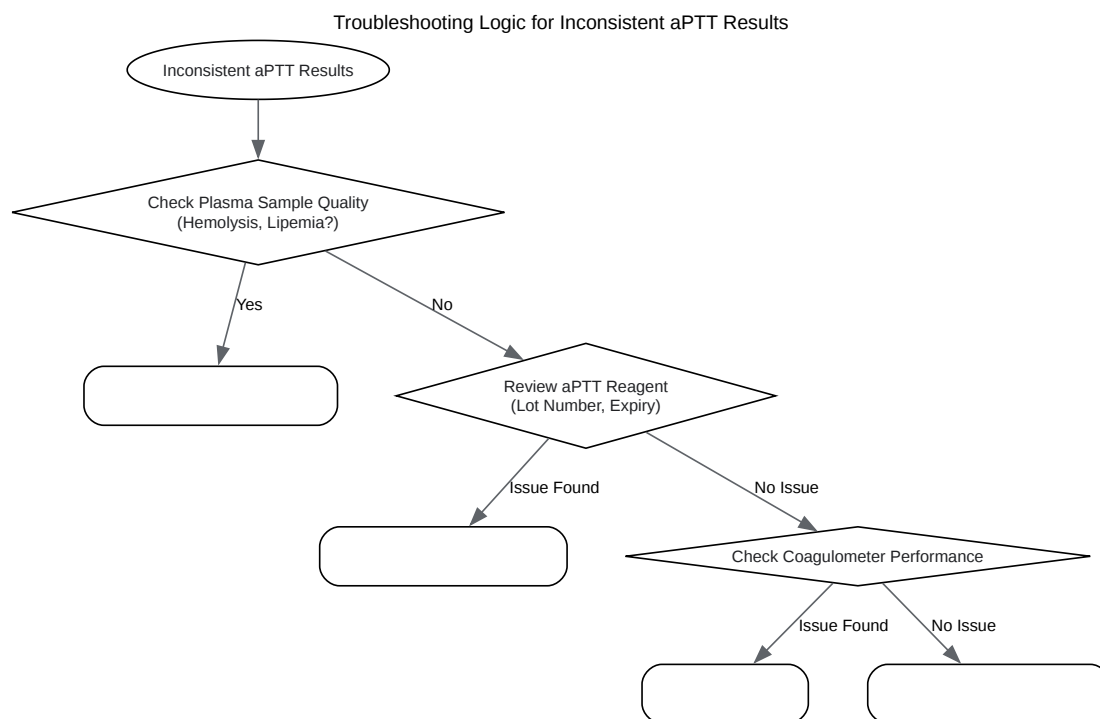 Troubleshooting Logic for Inconsistent aPTT Results
Inconsistent aPTT Results
Check Plasma Sample Quality
(Hemolysis, Lipemia?)
Yes
No
Review aPTT Reagent
(Lot Number, Expiry)
Issue Found
No Issue
Check Coagulometer Performance
Issue Found
No Issue